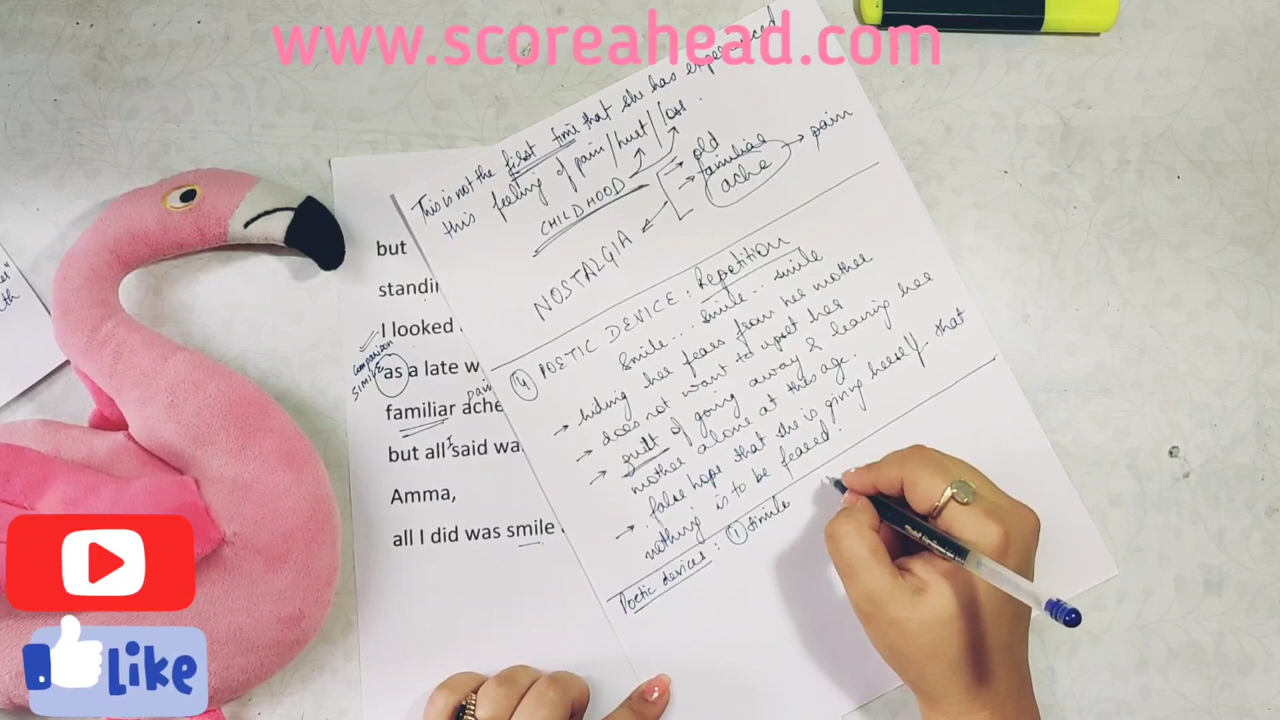 www.scoreahead.com
This is not the first time that she has experienced
this feeling of pain/hurt/loss.
CHILDHOOD
NOSTALGIA
→ old
→ familiar
ache → pain
④ POETIC DEVICE: Repetition
Smile... smile... smile
→ hiding her fears from her mother
→ does not want to upset her
→ guilt of going away & leaving her
mother alone at this age.
→ false hope that she is giving herself that
nothing is to be feared.
Poetic devices: ① Simile
but
standin
I looked
comparison
simile
as a late w
pain
familiar ache
but all I said wa
Amma,
all I did was smile
Like